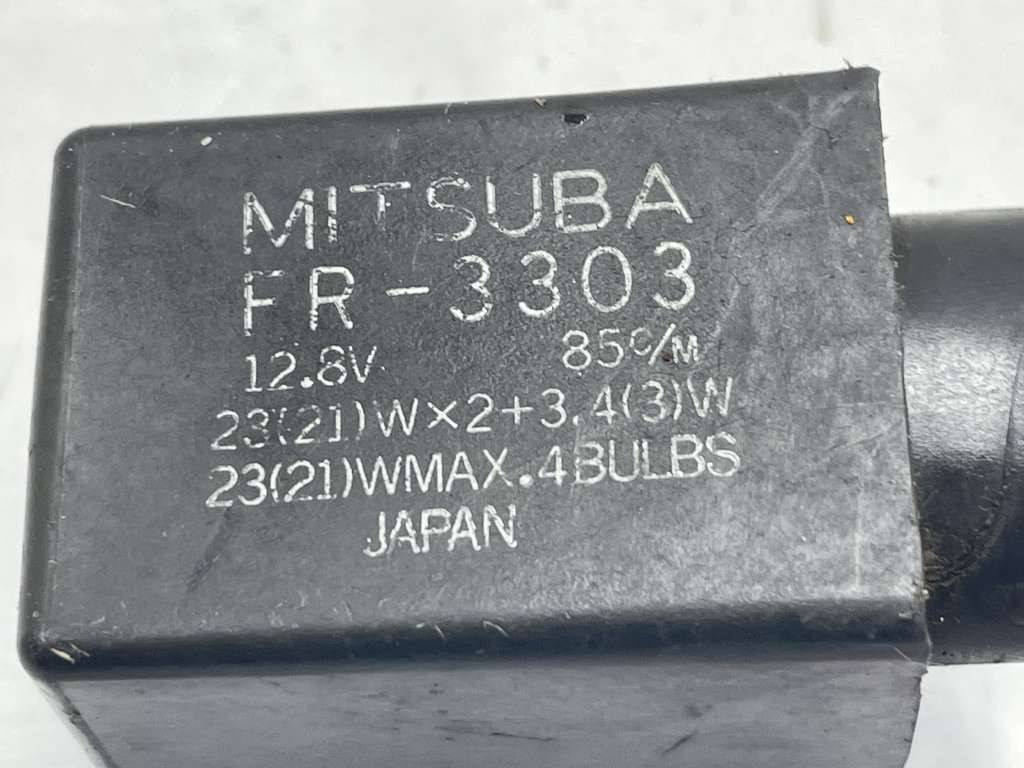 MITSUBA
FR-3303
12.8V 85c/M
23(21)W×2+3.4(3)W
23(21)WMAX.4BULBS
JAPAN